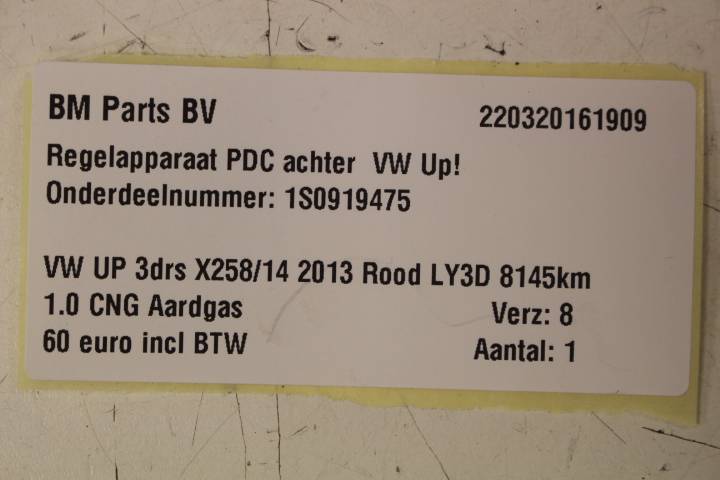 BM Parts BV 220320161909
Regelapparaat PDC achter VW Up!
Onderdeelnummer: 1S0919475
VW UP 3drs X258/14 2013 Rood LY3D 8145km
1.0 CNG Aardgas Verz: 8
60 euro incl BTW Aantal: 1